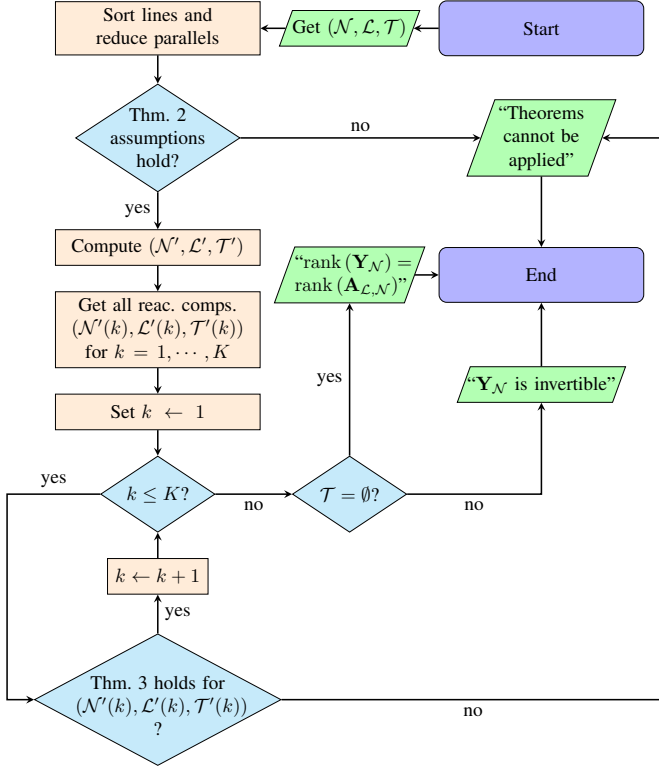 Sort lines and
reduce parallels
Get (𝒩, ℒ, 𝒯)
Start
Thm. 2
assumptions
hold?
no
“Theorems
cannot be
applied”
yes
Compute (𝒩′, ℒ′, 𝒯′)
“rank (Y_𝒩) =
rank (A_ℒ,𝒩)”
End
Get all reac. comps.
(𝒩′(k), ℒ′(k), 𝒯′(k))
for k = 1, ⋯ , K
yes
“Y_𝒩 is invertible”
Set k ← 1
yes
k ≤ K?
no
𝒯 = ∅?
no
k ← k + 1
yes
Thm. 3 holds for
(𝒩′(k), ℒ′(k), 𝒯′(k))
?
no